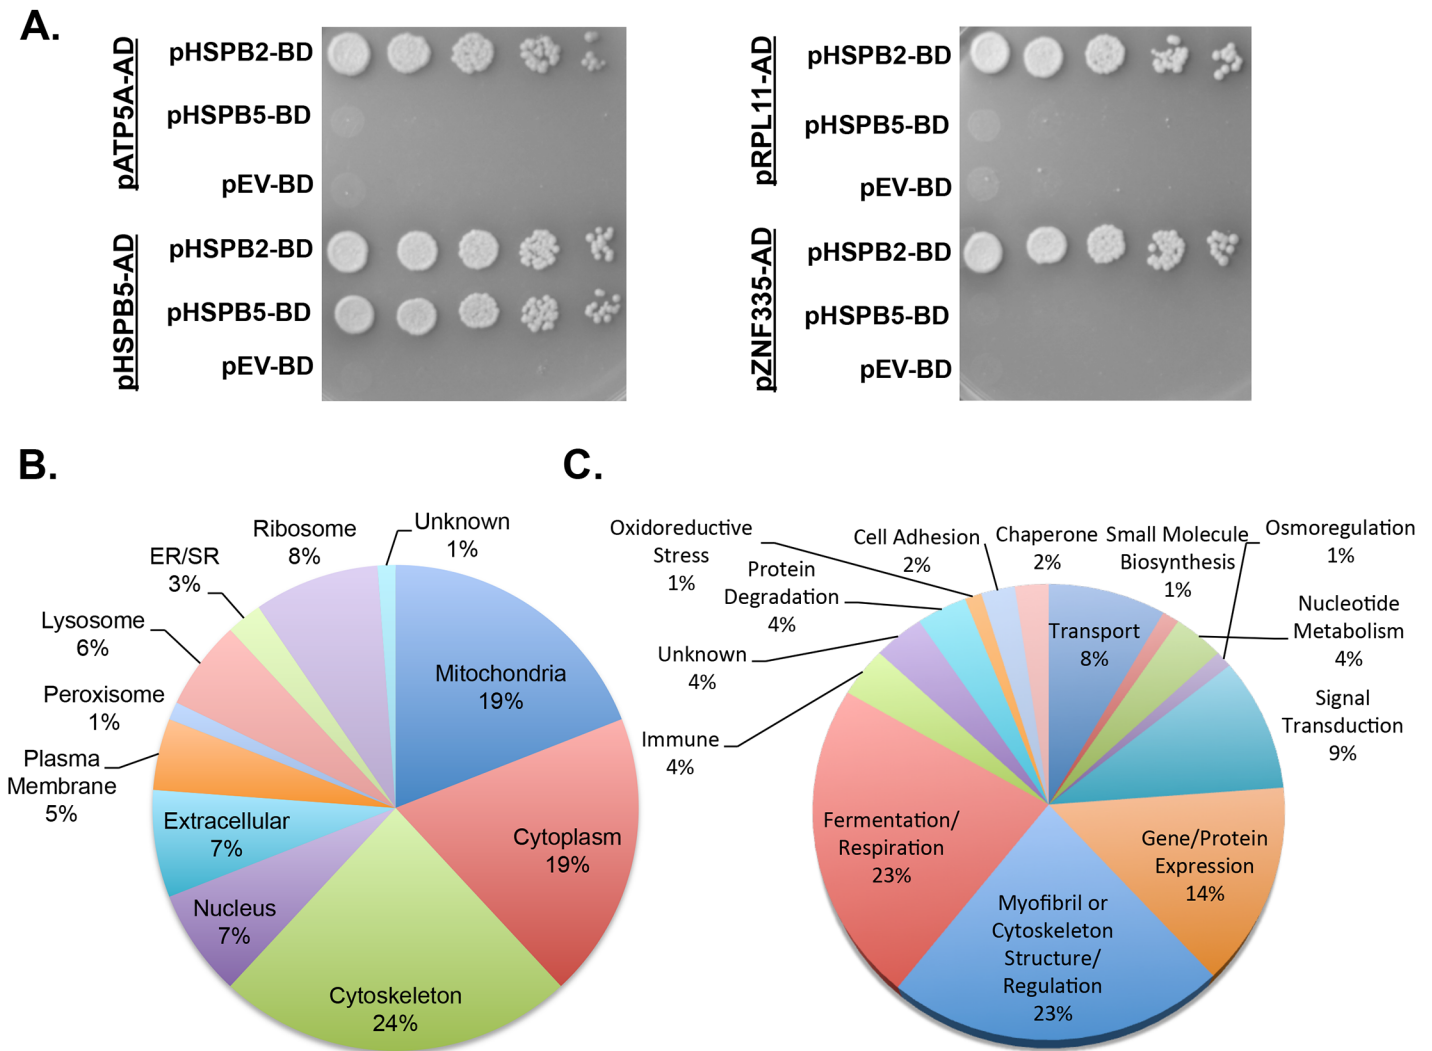 A.
pATP5A-AD
pHSPB2-BD
pHSPB5-BD
pEV-BD
pHSPB5-AD
pHSPB2-BD
pHSPB5-BD
pEV-BD
pRPL11-AD
pHSPB2-BD
pHSPB5-BD
pEV-BD
pZNF335-AD
pHSPB2-BD
pHSPB5-BD
pEV-BD
B.
Unknown
1%
Ribosome
8%
ER/SR
3%
Lysosome
6%
Peroxisome
1%
Plasma
Membrane
5%
Extracellular
7%
Nucleus
7%
Cytoskeleton
24%
Cytoplasm
19%
Mitochondria
19%
C.
Oxidoreductive
Stress
1%
Cell Adhesion
2%
Chaperone
2%
Small Molecule
Biosynthesis
1%
Osmoregulation
1%
Protein
Degradation
4%
Nucleotide
Metabolism
4%
Transport
8%
Unknown
4%
Signal
Transduction
9%
Immune
4%
Fermentation/
Respiration
23%
Gene/Protein
Expression
14%
Myofibril or
Cytoskeleton
Structure/
Regulation
23%